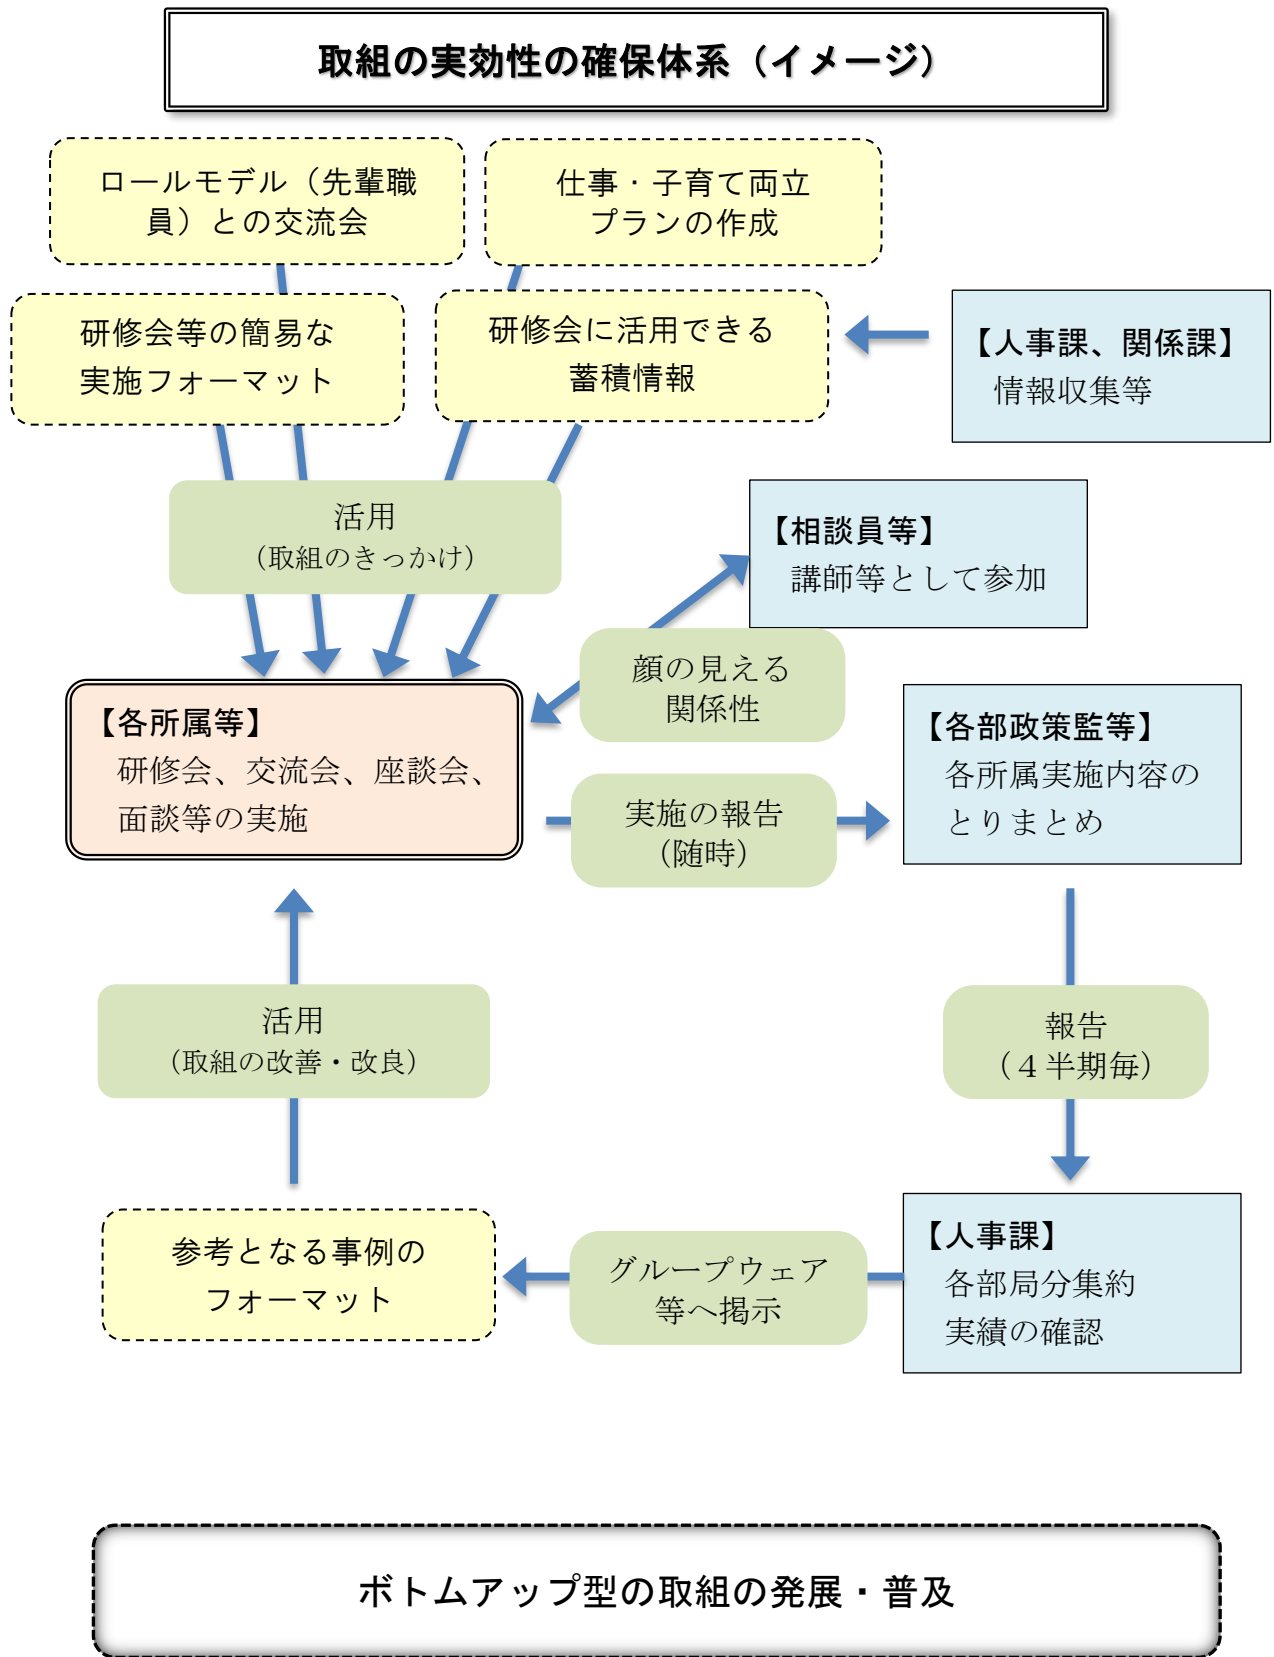 取組の実効性の確保体系（イメージ）
ロールモデル（先輩職
員）との交流会
仕事・子育て両立
プランの作成
研修会等の簡易な
実施フォーマット
研修会に活用できる
蓄積情報
【人事課、関係課】
情報収集等
活用
（取組のきっかけ）
【相談員等】
講師等として参加
顔の見える
関係性
【各所属等】
研修会、交流会、座談会、
面談等の実施
実施の報告
（随時）
【各部政策監等】
各所属実施内容の
とりまとめ
活用
（取組の改善・改良）
報告
（４半期毎）
参考となる事例の
フォーマット
グループウェア
等へ掲示
【人事課】
各部局分集約
実績の確認
ボトムアップ型の取組の発展・普及